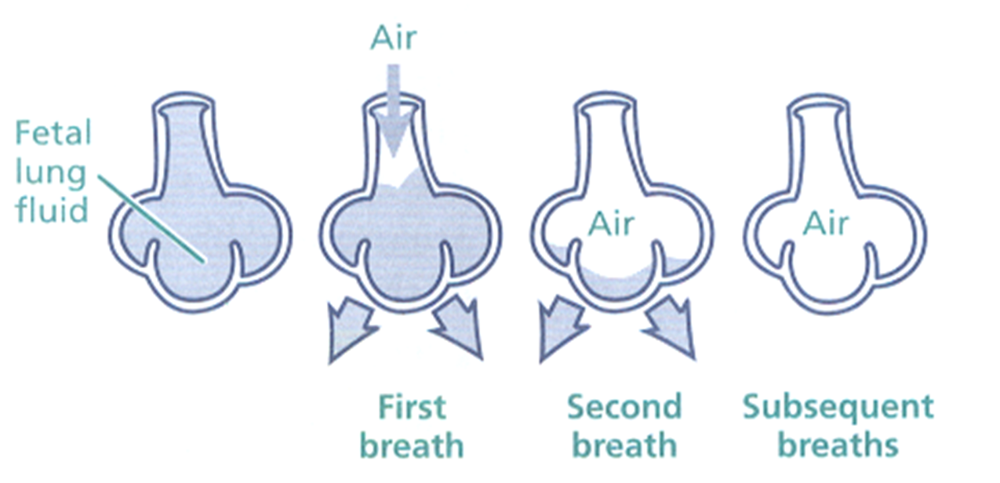 Air
Fetal
lung
fluid
Air
Air
First
breath
Second
breath
Subsequent
breaths